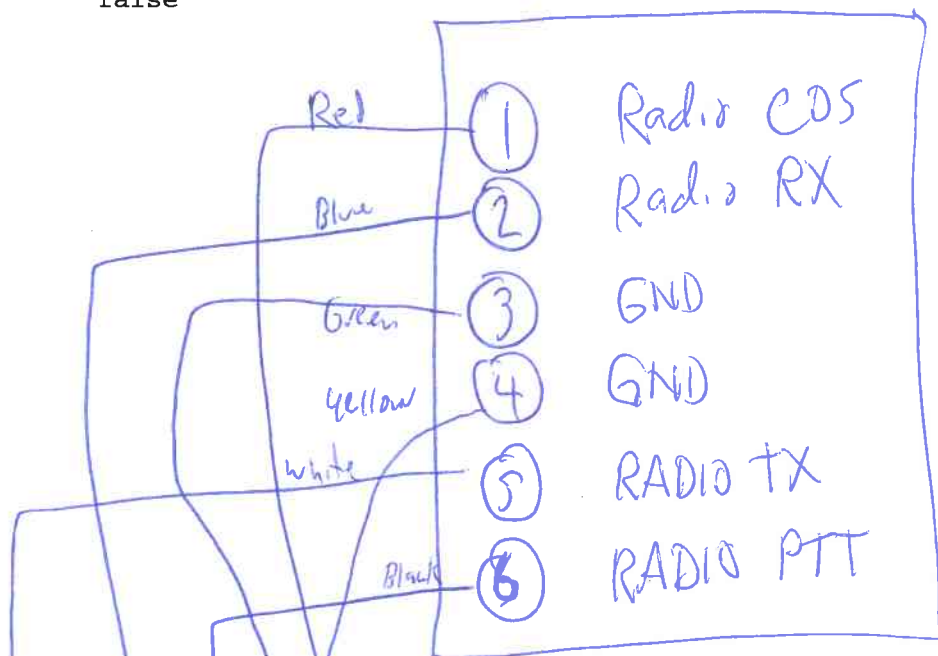 false
Red 1 Radio COS
Blue 2 Radio RX
Green 3 GND
Yellow 4 GND
White 5 RADIO TX
Black 6 RADIO PTT